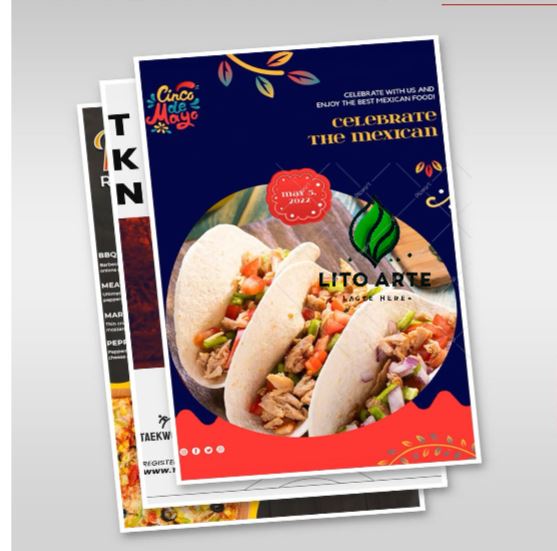 Cinco
de
Mayo
CELEBRATE WITH US AND
ENJOY THE BEST MEXICAN FOOD!
CELEBRATE
THE MEXICAN
may 5,
2022
LITO ARTE
T
K
N
BBQ
MEA
MAR
PEPP
TAEKW
REGISTE
WWW.T